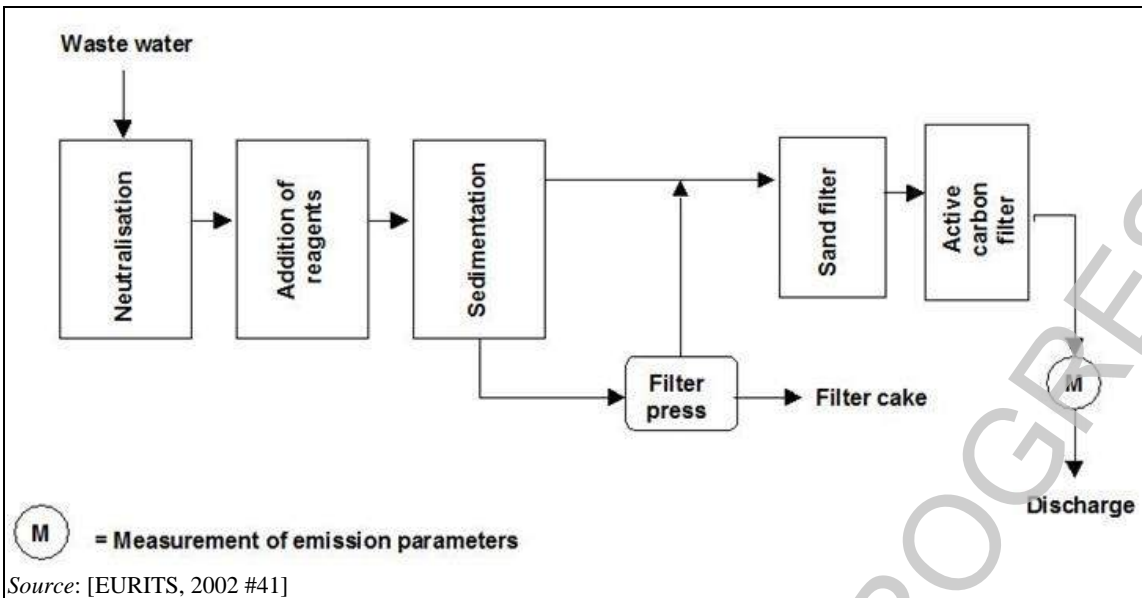 Waste water
Neutralisation
Addition of
reagents
Sedimentation
Sand filter
Active
carbon
filter
Filter
press
Filter cake
M
Discharge
M
= Measurement of emission parameters
Source: [EURITS, 2002 #41]
OGRES